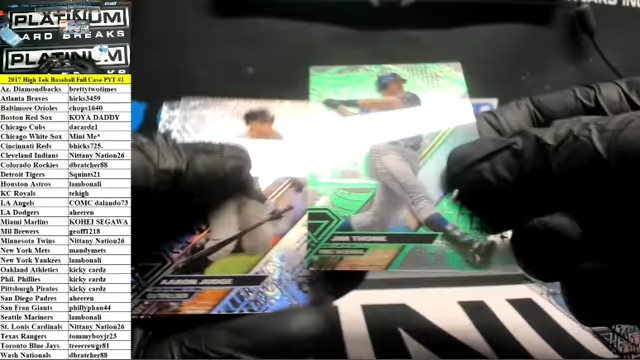 PLATINUM
CARD BREAKS
PLATINUM
2017 High Tek Baseball Full Case PYT #1
Az. Diamondbacks brettytwotimes
Atlanta Braves hicks3459
Baltimore Orioles chops1640
Boston Red Sox KOYA DADDY
Chicago Cubs dacardz1
Chicago White Sox Mini Me*
Cincinnati Reds bhicks725.
Cleveland Indians Nittany Nation26
Colorado Rockies dbratcher88
Detroit Tigers Squints21
Houston Astros lambonali
KC Royals tehigh
LA Angels COMC dalando73
LA Dodgers aheeren
Miami Marlins KOHEI SEGAWA
Mil Brewers geoff1218
Minnesota Twins Nittany Nation26
New York Mets mandymets
New York Yankees lambonali
Oakland Athletics kicky cardz
Phil. Phillies kicky cardz
Pittsburgh Pirates kicky cardz
San Diego Padres aheeren
San Fran Giants phillyphan44
Seattle Mariners lambonali
St. Louis Cardinals Nittany Nation26
Texas Rangers tommyboyjr23
Toronto Blue Jays treecrewgr81
Wash Nationals dbratcher88
JIM THOME
AARON JUDGE